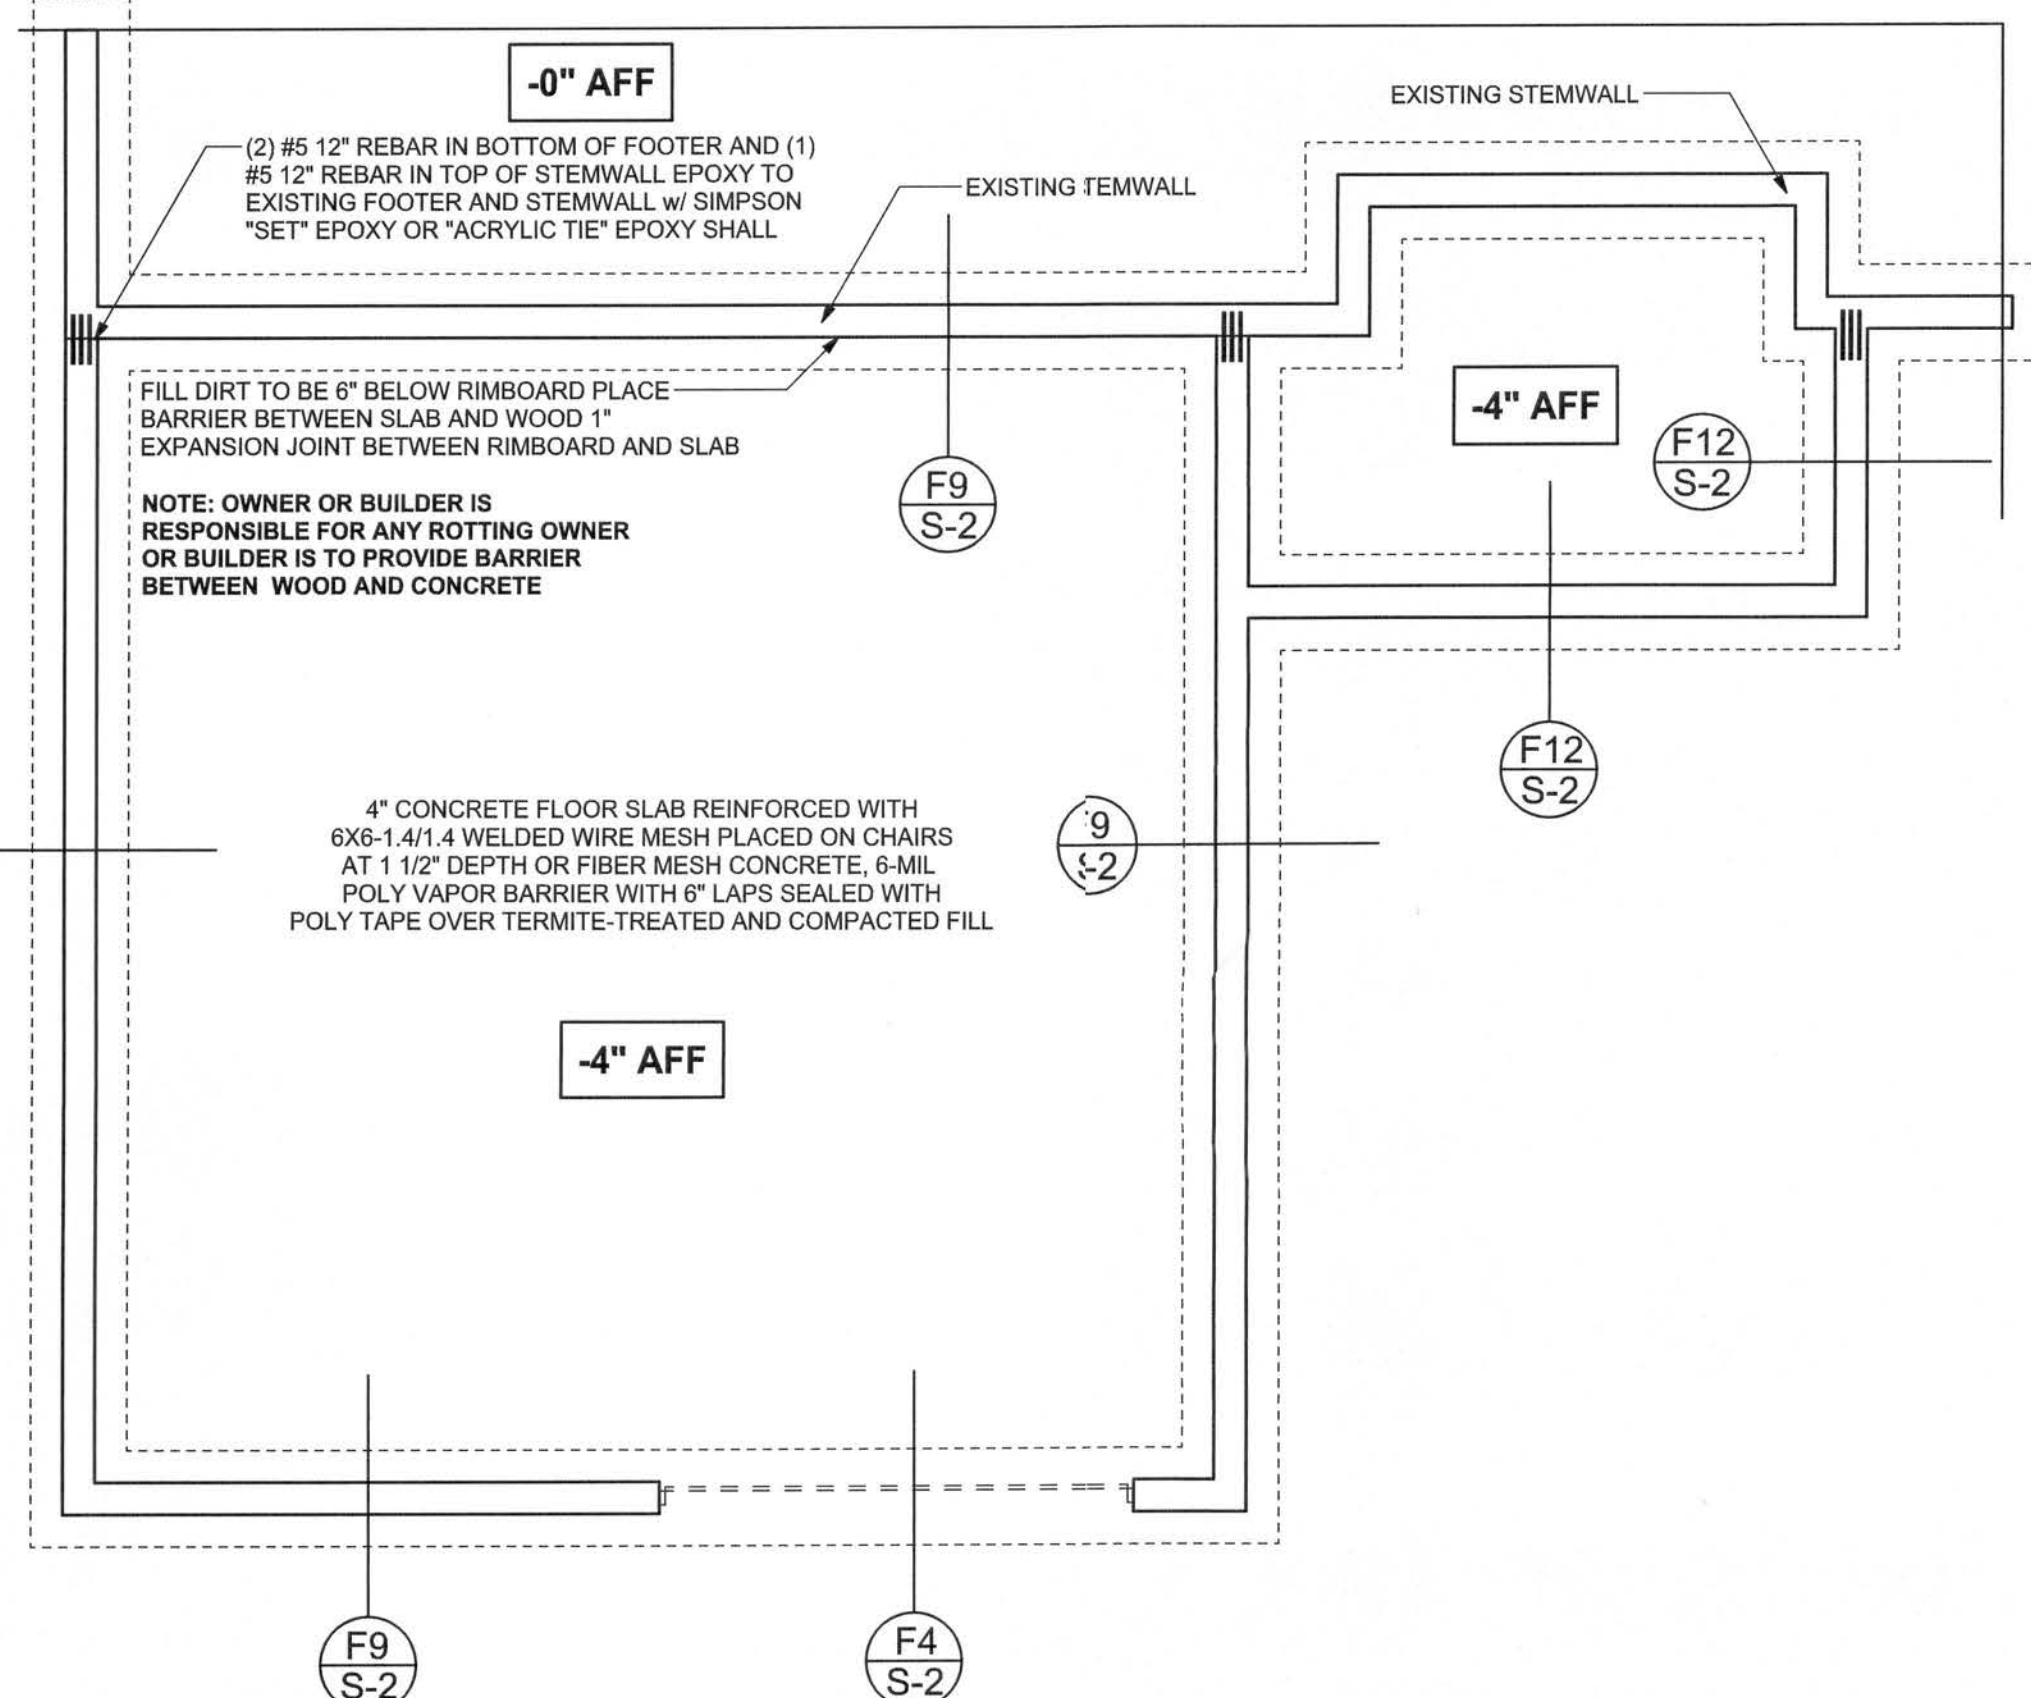 -0" AFF
EXISTING STEMWALL
(2) #5 12" REBAR IN BOTTOM OF FOOTER AND (1)
#5 12" REBAR IN TOP OF STEMWALL EPOXY TO
EXISTING FOOTER AND STEMWALL w/ SIMPSON
"SET" EPOXY OR "ACRYLIC TIE" EPOXY SHALL
EXISTING TEMWALL
FILL DIRT TO BE 6" BELOW RIMBOARD PLACE
BARRIER BETWEEN SLAB AND WOOD 1"
EXPANSION JOINT BETWEEN RIMBOARD AND SLAB
-4" AFF
F12
S-2
F9
S-2
NOTE: OWNER OR BUILDER IS
RESPONSIBLE FOR ANY ROTTING OWNER
OR BUILDER IS TO PROVIDE BARRIER
BETWEEN WOOD AND CONCRETE
F12
S-2
4" CONCRETE FLOOR SLAB REINFORCED WITH
6X6-1.4/1.4 WELDED WIRE MESH PLACED ON CHAIRS
AT 1 1/2" DEPTH OR FIBER MESH CONCRETE, 6-MIL
POLY VAPOR BARRIER WITH 6" LAPS SEALED WITH
POLY TAPE OVER TERMITE-TREATED AND COMPACTED FILL
9
-2
-4" AFF
F9
S-2
F4
S-2